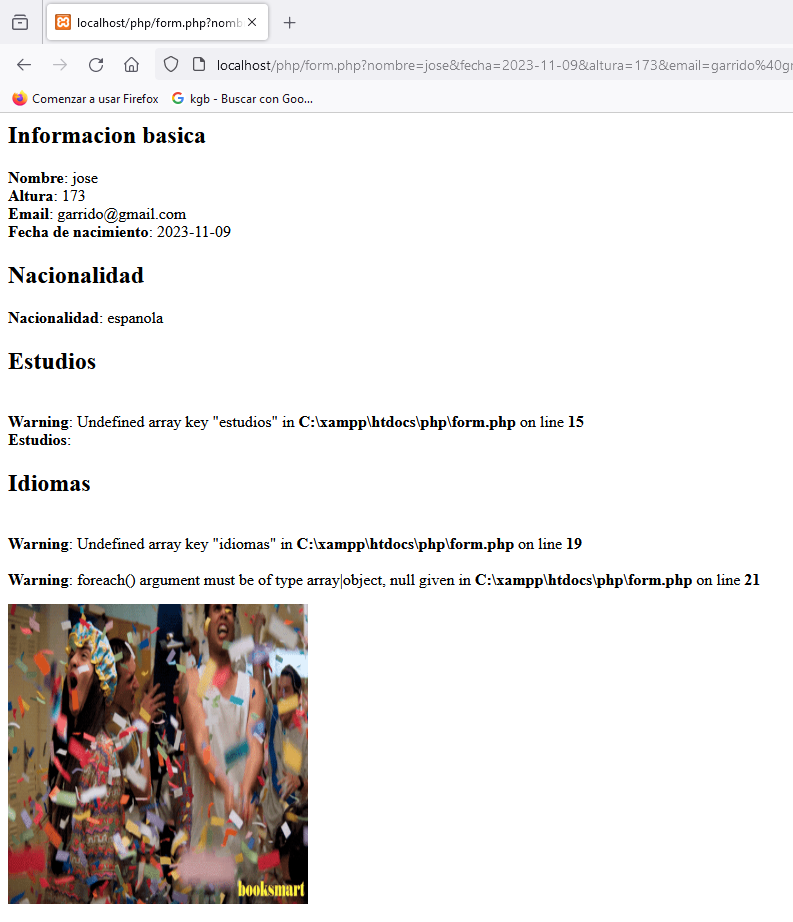 localhost/php/form.php?nomb
localhost/php/form.php?nombre=jose&fecha=2023-11-09&altura=173&email=garrido%40gr
Comenzar a usar Firefox
kgb - Buscar con Goo...
Informacion basica
Nombre: jose
Altura: 173
Email: garrido@gmail.com
Fecha de nacimiento: 2023-11-09
Nacionalidad
Nacionalidad: espanola
Estudios
Warning: Undefined array key "estudios" in C:\xampp\htdocs\php\form.php on line 15
Estudios:
Idiomas
Warning: Undefined array key "idiomas" in C:\xampp\htdocs\php\form.php on line 19
Warning: foreach() argument must be of type array|object, null given in C:\xampp\htdocs\php\form.php on line 21
booksmart